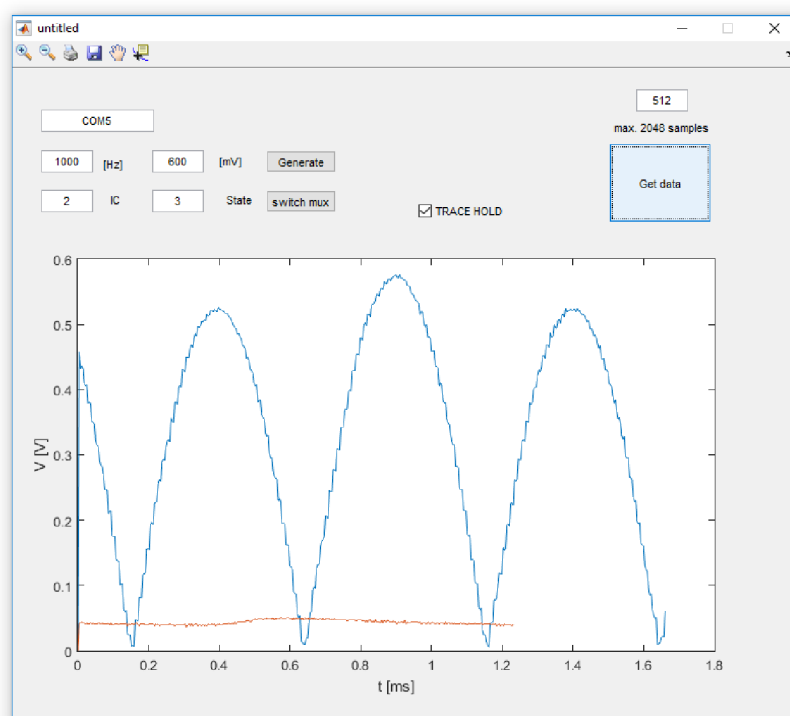 untitled
512
COM5
max. 2048 samples
1000 [Hz] 600 [mV] Generate
Get data
2 IC 3 State switch mux
TRACE HOLD
0.6
0.5
0.4
0.3
0.2
0.1
0
V [V]
0 0.2 0.4 0.6 0.8 1 1.2 1.4 1.6 1.8
t [ms]